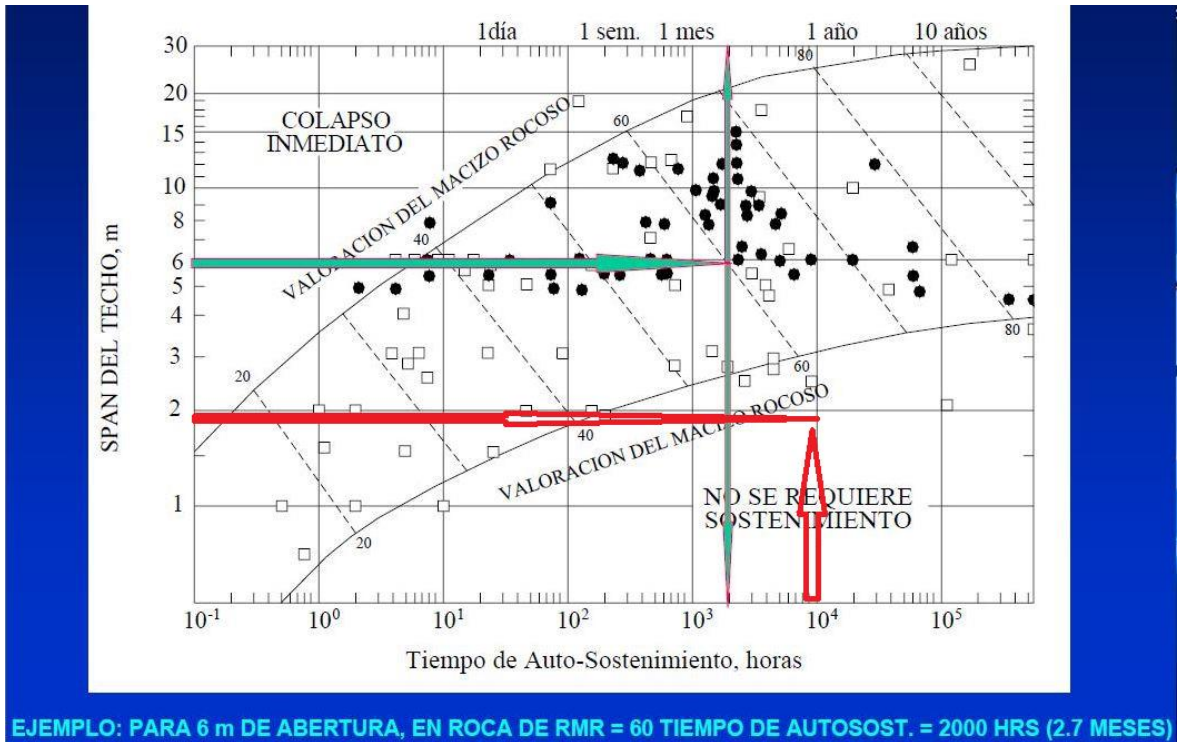 1día 1 sem. 1 mes 1 año 10 años
30
20
15
10
8
6
5
4
3
2
1
SPAN DEL TECHO, m
COLAPSO
INMEDIATO
VALORACION DEL MACIZO ROCOSO
20
40
60
80
80
60
40
20
VALORACION DEL MACIZO ROCOSO
NO SE REQUIERE
SOSTENIMIENTO
10-1 100 101 102 103 104 105
Tiempo de Auto-Sostenimiento, horas
EJEMPLO: PARA 6 m DE ABERTURA, EN ROCA DE RMR = 60 TIEMPO DE AUTOSOST. = 2000 HRS (2.7 MESES)